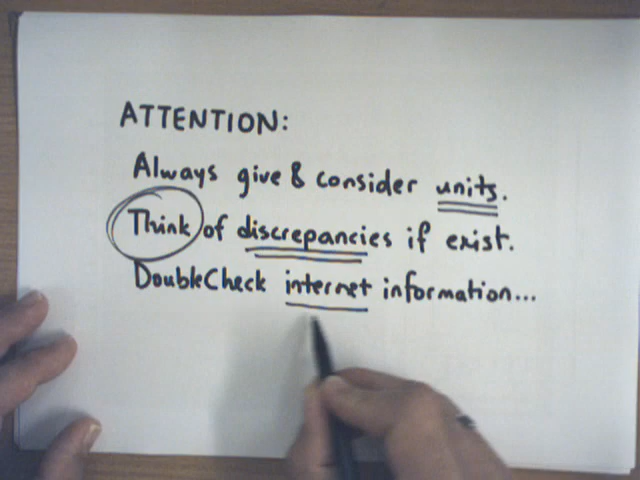 ATTENTION:
Always give & consider units.
Think of discrepancies if exist.
DoubleCheck internet information...